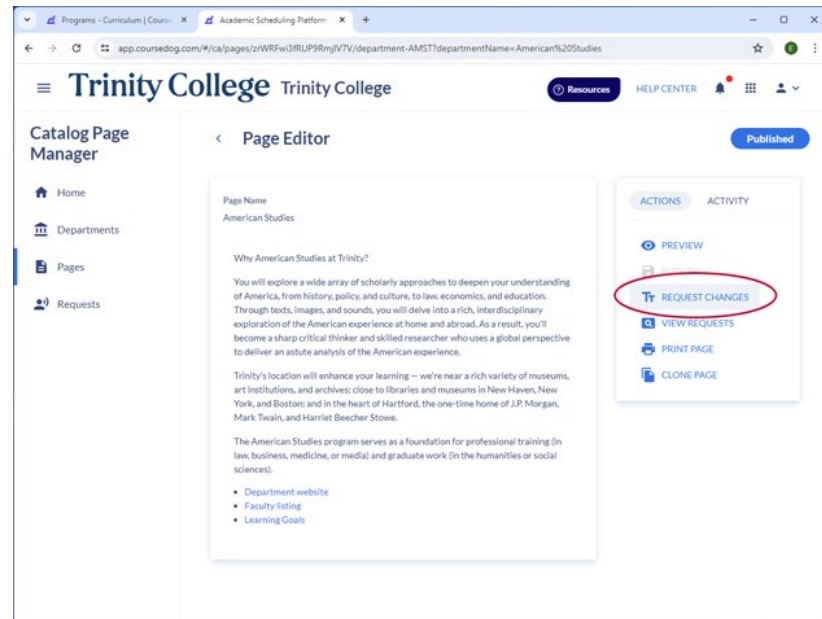 Programs - Curriculum | Course
Academic Scheduling Platform
app.coursedog.com/#/ca/pages/zrWRFwi3fRUP9RmjlV7V/department-AMST?departmentName=American%20Studies
Trinity College Trinity College
Resources
HELP CENTER
Catalog Page
Manager
Home
Departments
Pages
Requests
Page Editor
Published
Page Name
American Studies
Why American Studies at Trinity?
You will explore a wide array of scholarly approaches to deepen your understanding
of America, from history, policy, and culture, to law, economics, and education.
Through texts, images, and sounds, you will delve into a rich, interdisciplinary
exploration of the American experience at home and abroad. As a result, you'll
become a sharp critical thinker and skilled researcher who uses a global perspective
to deliver an astute analysis of the American experience.
Trinity's location will enhance your learning — we're near a rich variety of museums,
art institutions, and archives; close to libraries and museums in New Haven, New
York, and Boston; and in the heart of Hartford, the one-time home of J.P. Morgan,
Mark Twain, and Harriet Beecher Stowe.
The American Studies program serves as a foundation for professional training (in
law, business, medicine, or media) and graduate work (in the humanities or social
sciences).
• Department website
• Faculty listing
• Learning Goals
ACTIONS ACTIVITY
PREVIEW
REQUEST CHANGES
VIEW REQUESTS
PRINT PAGE
CLONE PAGE